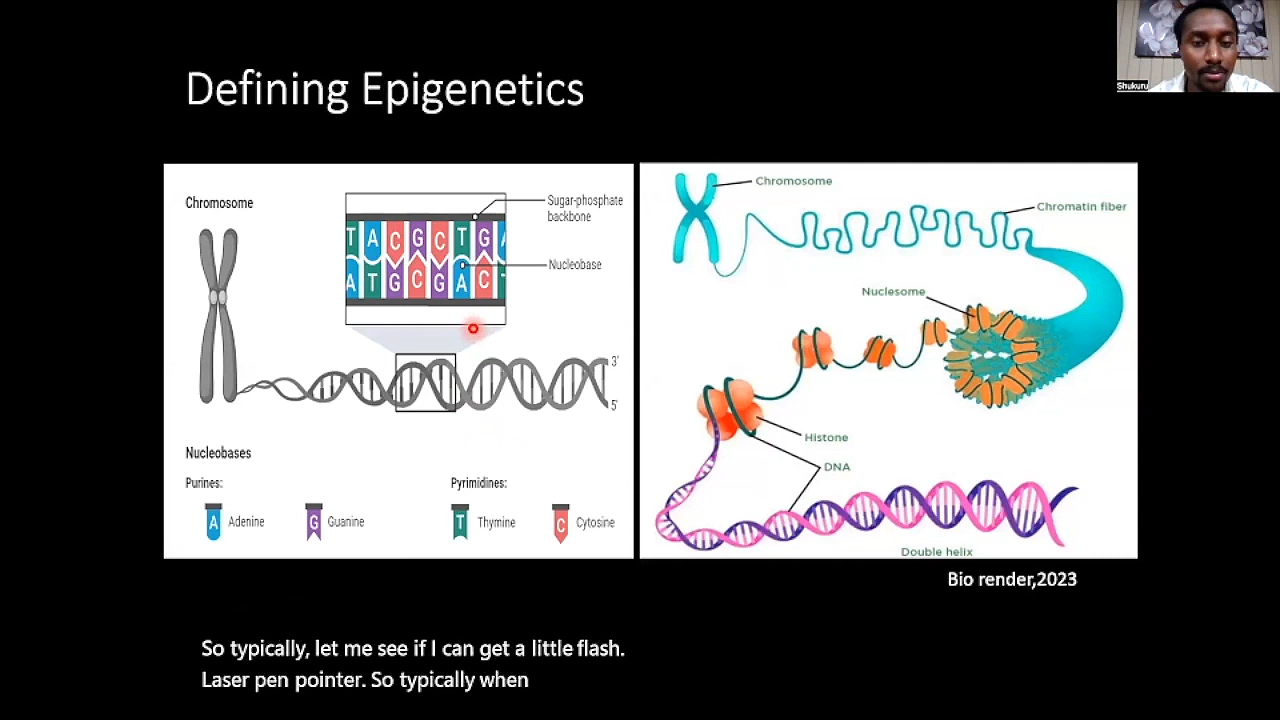 Defining Epigenetics
Shukuru
Chromosome
Sugar-phosphate
backbone
T A C G C T G A
Nucleobase
A T G C G A C T
3'
5'
Nucleobases
Purines:
Pyrimidines:
A Adenine
G Guanine
T Thymine
C Cytosine
Chromosome
Chromatin fiber
Nuclesome
Histone
DNA
Double helix
Bio render,2023
So typically, let me see if I can get a little flash.
Laser pen pointer. So typically when